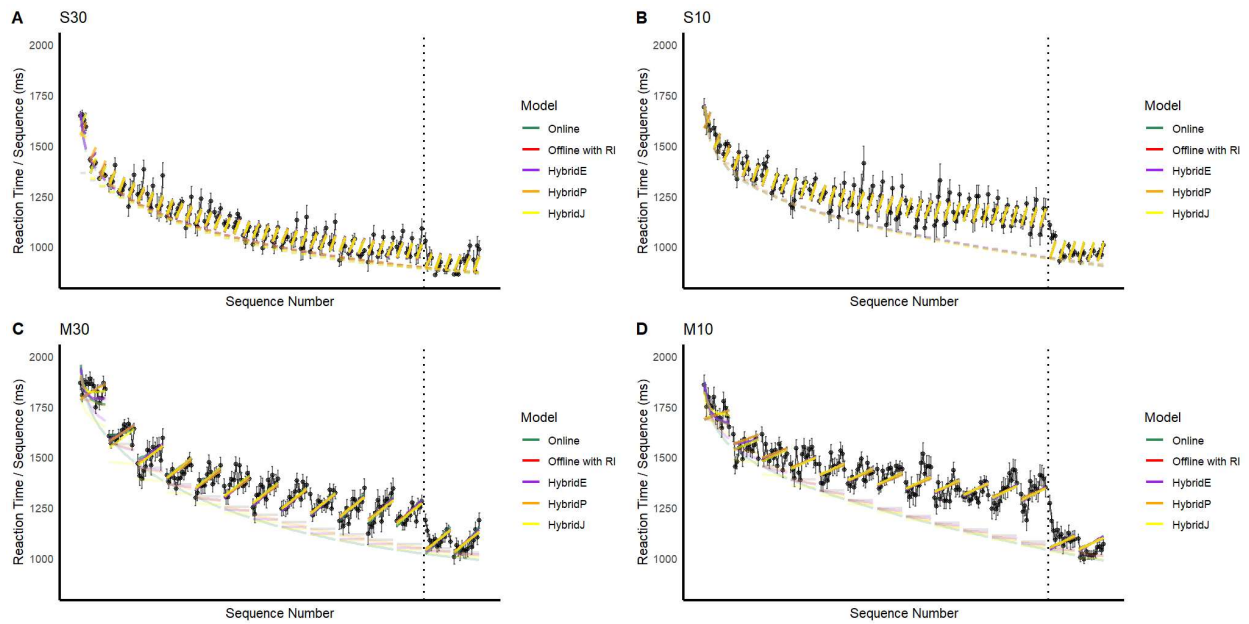 A S30
Reaction Time / Sequence (ms)
2000
1750
1500
1250
1000
Sequence Number
Model
Online
Offline with RI
HybridE
HybridP
HybridJ
B S10
Reaction Time / Sequence (ms)
2000
1750
1500
1250
1000
Sequence Number
Model
Online
Offline with RI
HybridE
HybridP
HybridJ
C M30
Reaction Time / Sequence (ms)
2000
1750
1500
1250
1000
Sequence Number
Model
Online
Offline with RI
HybridE
HybridP
HybridJ
D M10
Reaction Time / Sequence (ms)
2000
1750
1500
1250
1000
Sequence Number
Model
Online
Offline with RI
HybridE
HybridP
HybridJ